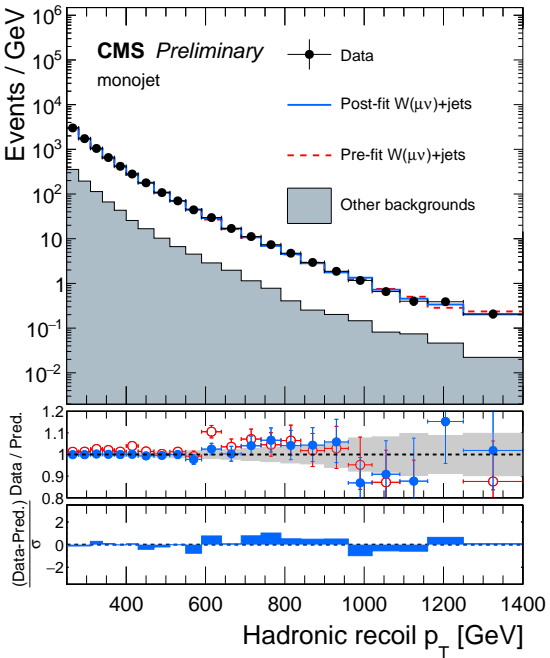 CMS Preliminary
monojet
Data
Post-fit W(μν)+jets
Pre-fit W(μν)+jets
Other backgrounds
Events / GeV
10⁶
10⁵
10⁴
10³
10²
10
1
10⁻¹
10⁻²
Data / Pred.
1.2
1.1
1.0
0.9
0.8
(Data-Pred.)
σ
2
0
−2
400 600 800 1000 1200 1400
Hadronic recoil p_T [GeV]